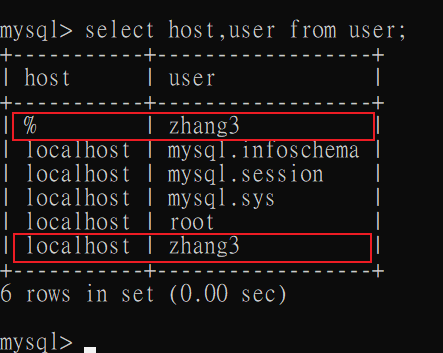 mysql> select host,user from user;
+-----------+------------------+
| host      | user             |
+-----------+------------------+
| %         | zhang3           |
| localhost | mysql.infoschema |
| localhost | mysql.session    |
| localhost | mysql.sys        |
| localhost | root             |
| localhost | zhang3           |
+-----------+------------------+
6 rows in set (0.00 sec)
mysql>